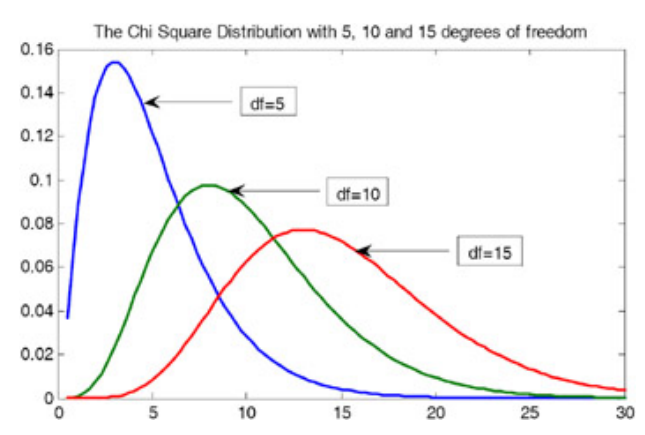 The Chi Square Distribution with 5, 10 and 15 degrees of freedom
0.16
0.14
df=5
0.12
0.1
df=10
0.08
df=15
0.06
0.04
0.02
0
0 5 10 15 20 25 30